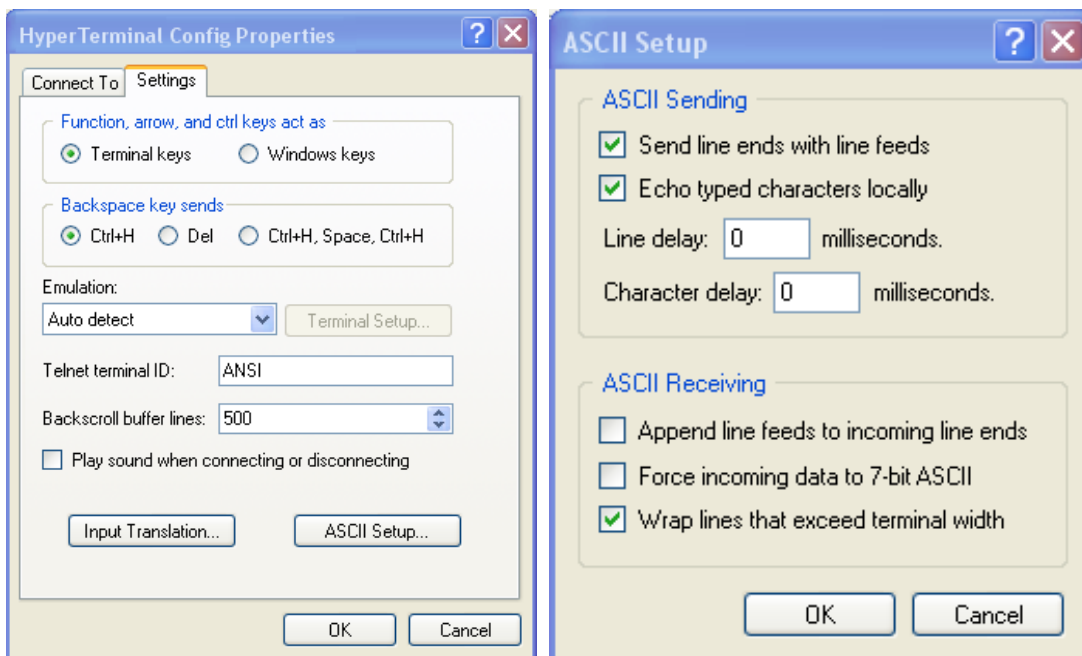 HyperTerminal Config Properties
Connect To Settings
Function, arrow, and ctrl keys act as
Terminal keys Windows keys
Backspace key sends
Ctrl+H Del Ctrl+H, Space, Ctrl+H
Emulation:
Auto detect Terminal Setup...
Telnet terminal ID: ANSI
Backscroll buffer lines: 500
Play sound when connecting or disconnecting
Input Translation... ASCII Setup...
OK Cancel
ASCII Setup
ASCII Sending
Send line ends with line feeds
Echo typed characters locally
Line delay: 0 milliseconds.
Character delay: 0 milliseconds.
ASCII Receiving
Append line feeds to incoming line ends
Force incoming data to 7-bit ASCII
Wrap lines that exceed terminal width
OK Cancel